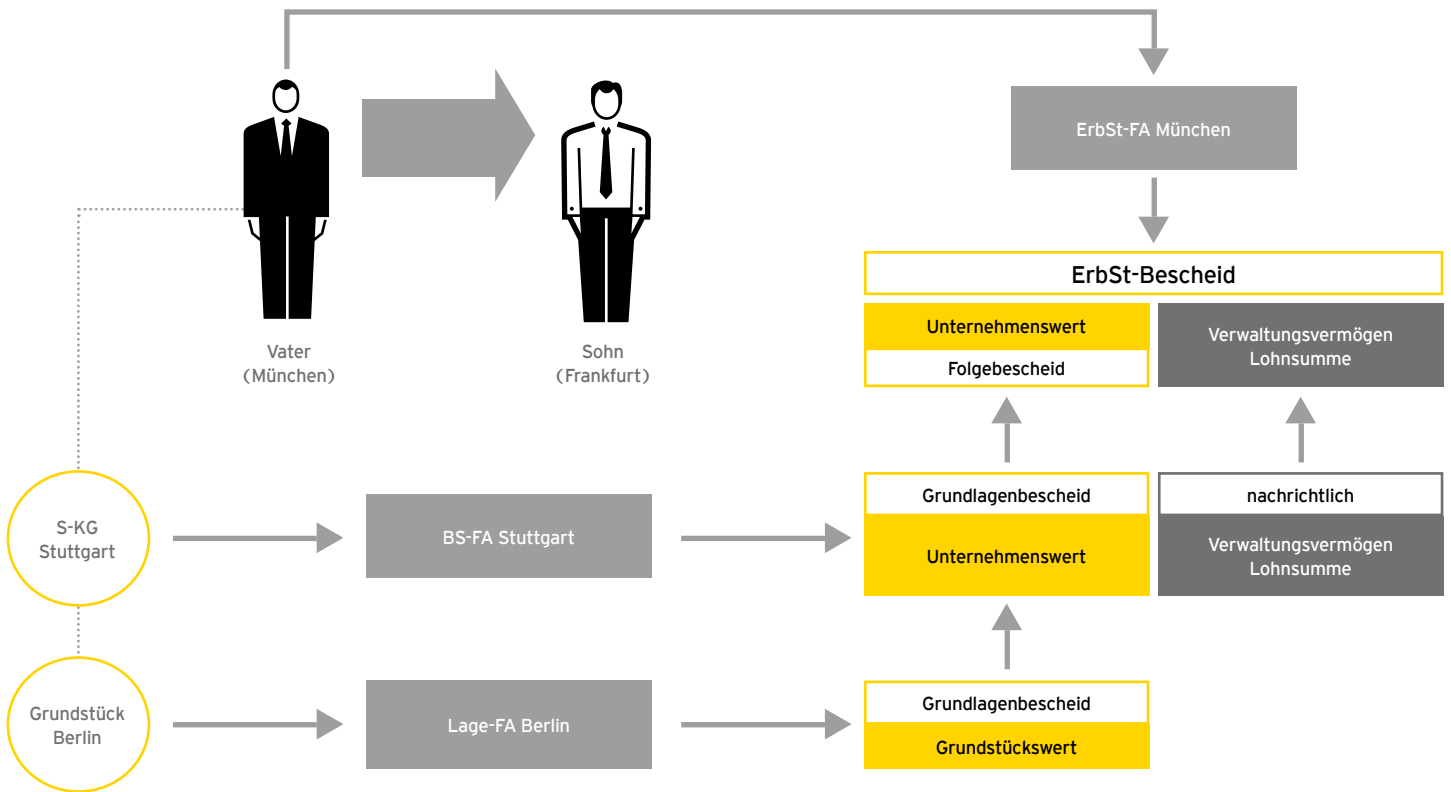 ErbSt-FA München
Vater
(München)
Sohn
(Frankfurt)
ErbSt-Bescheid
Unternehmenswert
Folgebescheid
Verwaltungsvermögen
Lohnsumme
S-KG
Stuttgart
BS-FA Stuttgart
Grundlagenbescheid
Unternehmenswert
nachrichtlich
Verwaltungsvermögen
Lohnsumme
Grundstück
Berlin
Lage-FA Berlin
Grundlagenbescheid
Grundstückswert